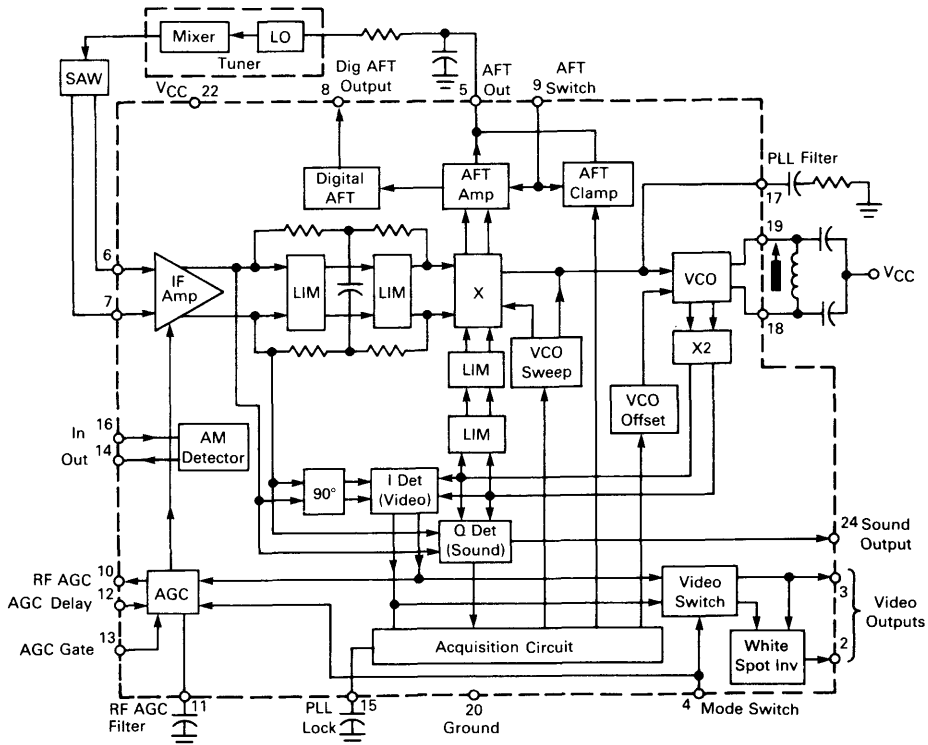 Mixer
LO
Tuner
SAW
VCC 22
Dig AFT
Output
8
AFT
Out
5
AFT
Switch
9
PLL Filter
17
Digital
AFT
AFT
Amp
AFT
Clamp
6
7
IF
Amp
LIM
LIM
X
VCO
19
18
VCC
X2
VCO
Sweep
LIM
LIM
VCO
Offset
In 16
Out 14
AM
Detector
90°
I Det
(Video)
Q Det
(Sound)
24 Sound
Output
RF AGC 10
AGC Delay 12
AGC Gate 13
AGC
Video
Switch
3
Video
Outputs
2
White
Spot Inv
Acquisition Circuit
RF AGC
Filter
11
PLL
Lock
15
20
Ground
4 Mode Switch